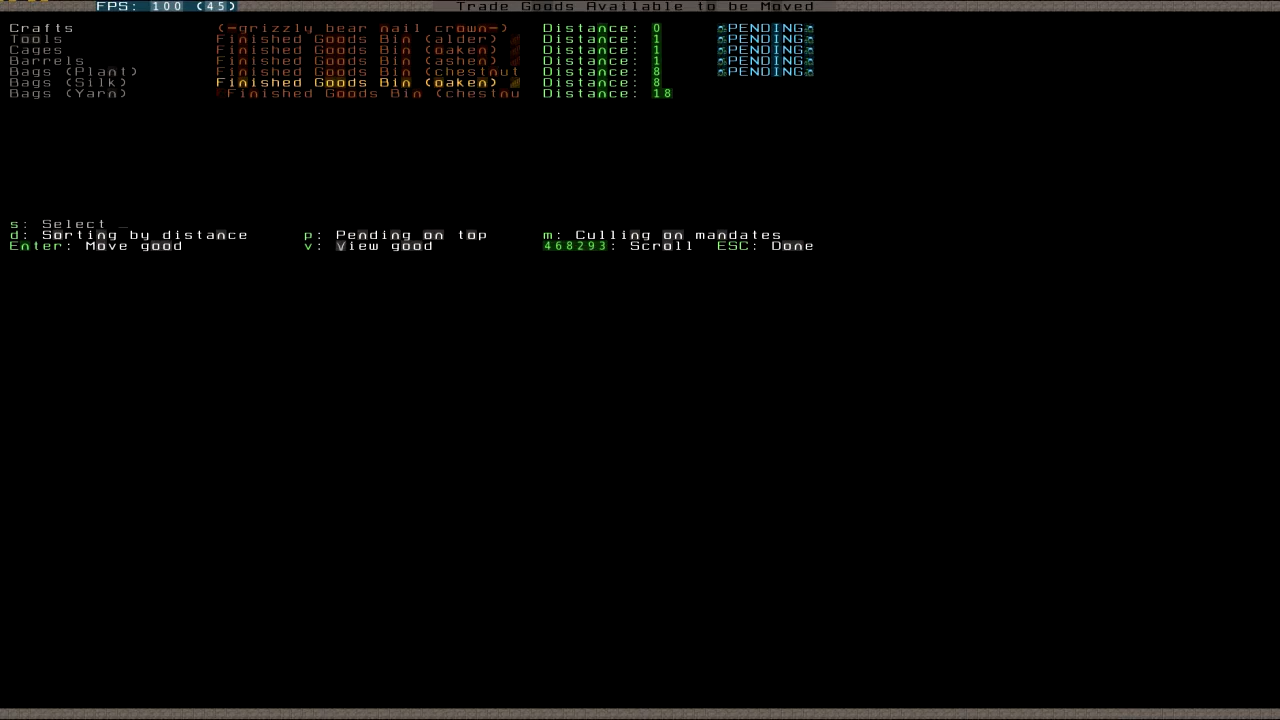 FPS: 100 (45) Trade Goods Available to be Moved
Crafts (-grizzly bear nail crown-) Distance: 0 PENDING
Tools Finished Goods Bin (alder) Distance: 1 PENDING
Cages Finished Goods Bin (oaken) Distance: 1 PENDING
Barrels Finished Goods Bin (ashen) Distance: 1 PENDING
Bags (Plant) Finished Goods Bin (chestnut Distance: 8 PENDING
Bags (Silk) Finished Goods Bin (oaken) Distance: 8
Bags (Yarn) Finished Goods Bin (chestnu Distance: 18
s: Select _
d: Sorting by distance p: Pending on top m: Culling on mandates
Enter: Move good v: View good 468293: Scroll ESC: Done